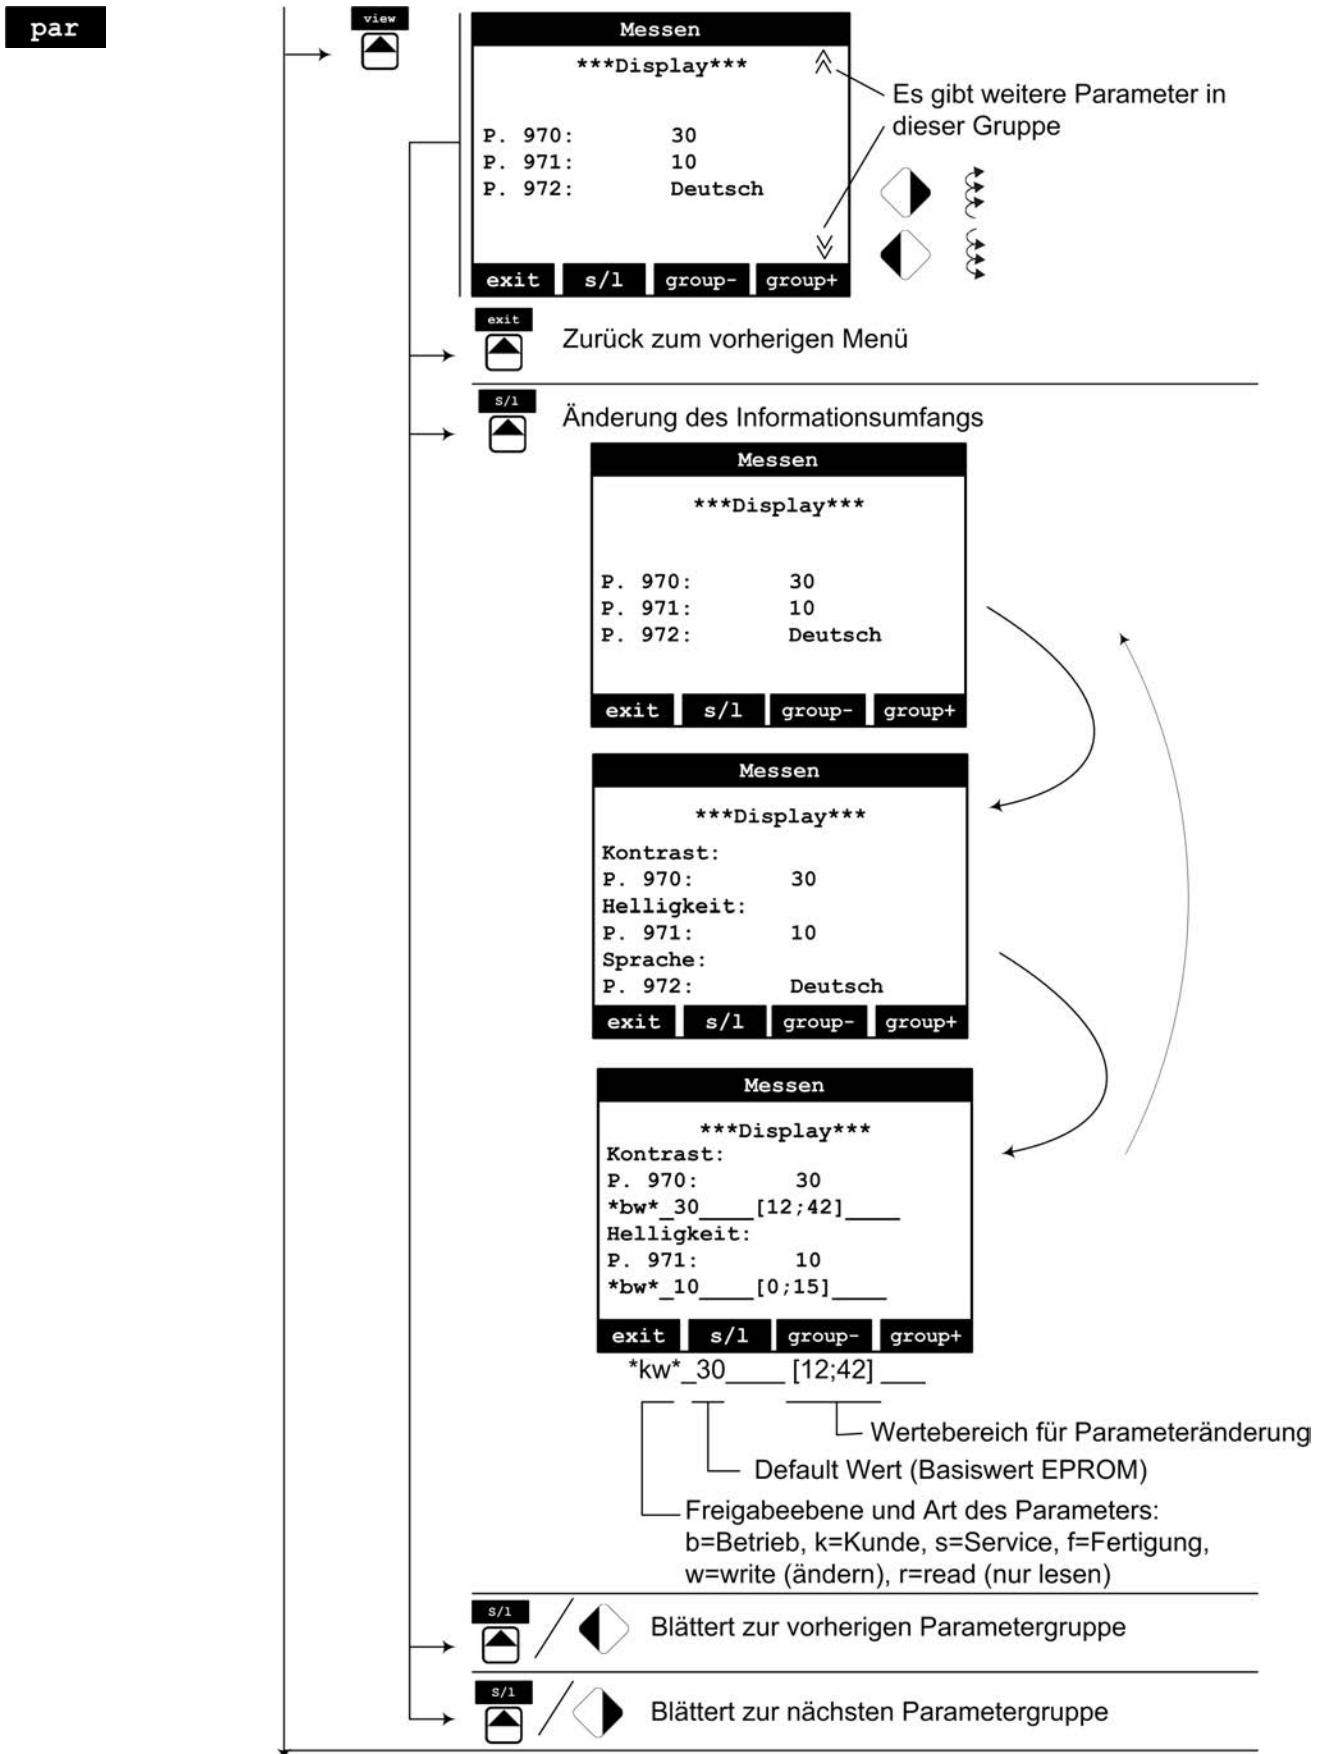 par
view
Messen
***Display***
Es gibt weitere Parameter in
dieser Gruppe
P. 970: 30
P. 971: 10
P. 972: Deutsch
exit s/l group- group+
exit
Zurück zum vorherigen Menü
S/l
Änderung des Informationsumfangs
Messen
***Display***
P. 970: 30
P. 971: 10
P. 972: Deutsch
exit s/l group- group+
Messen
***Display***
Kontrast:
P. 970: 30
Helligkeit:
P. 971: 10
Sprache:
P. 972: Deutsch
exit s/l group- group+
Messen
***Display***
Kontrast:
P. 970: 30
*bw*_30____[12;42]____
Helligkeit:
P. 971: 10
*bw*_10____[0;15]____
exit s/l group- group+
*kw*_30____ [12;42] ___
Wertebereich für Parameteränderung
Default Wert (Basiswert EPROM)
Freigabeebene und Art des Parameters:
b=Betrieb, k=Kunde, s=Service, f=Fertigung,
w=write (ändern), r=read (nur lesen)
S/l
Blättert zur vorherigen Parametergruppe
S/l
Blättert zur nächsten Parametergruppe